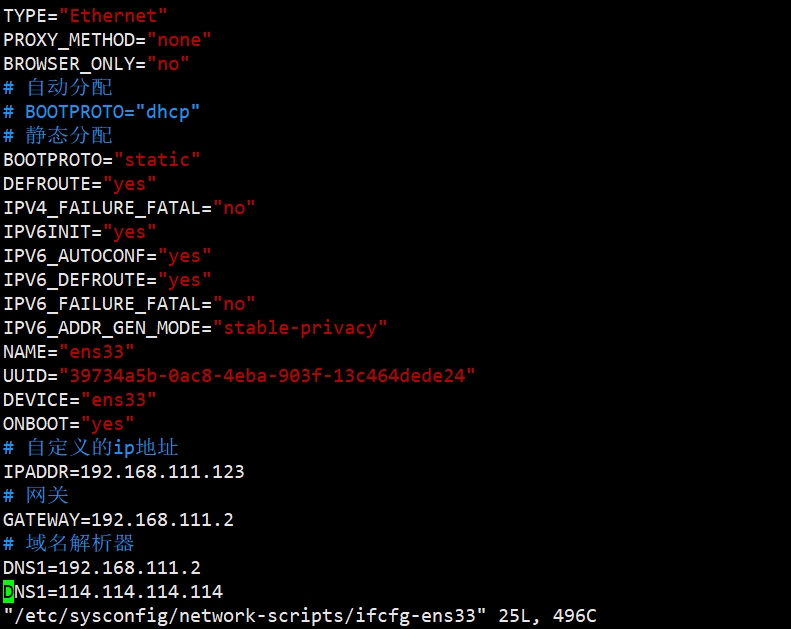 TYPE="Ethernet"
PROXY_METHOD="none"
BROWSER_ONLY="no"
# 自动分配
# BOOTPROTO="dhcp"
# 静态分配
BOOTPROTO="static"
DEFROUTE="yes"
IPV4_FAILURE_FATAL="no"
IPV6INIT="yes"
IPV6_AUTOCONF="yes"
IPV6_DEFROUTE="yes"
IPV6_FAILURE_FATAL="no"
IPV6_ADDR_GEN_MODE="stable-privacy"
NAME="ens33"
UUID="39734a5b-0ac8-4eba-903f-13c464dede24"
DEVICE="ens33"
ONBOOT="yes"
# 自定义的ip地址
IPADDR=192.168.111.123
# 网关
GATEWAY=192.168.111.2
# 域名解析器
DNS1=192.168.111.2
DNS1=114.114.114.114
"/etc/sysconfig/network-scripts/ifcfg-ens33" 25L, 496C